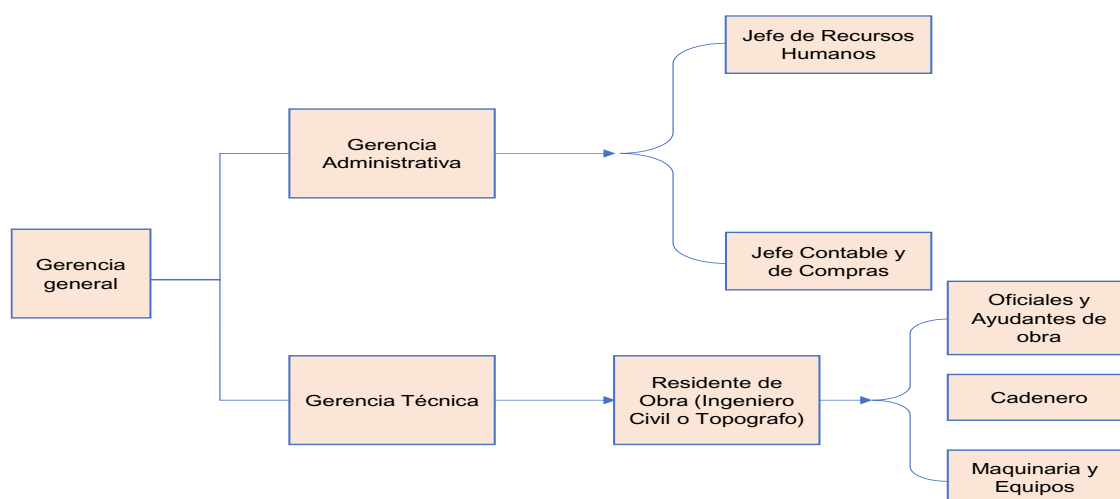 Jefe de Recursos
Humanos
Gerencia
Administrativa
Gerencia
general
Jefe Contable y
de Compras
Oficiales y
Ayudantes de
obra
Gerencia Técnica
Residente de
Obra (Ingeniero
Civil o Topografo)
Cadenero
Maquinaria y
Equipos